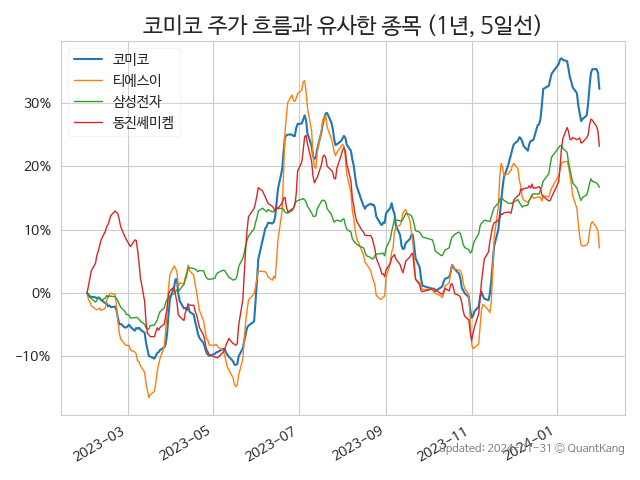 코미코 주가 흐름과 유사한 종목 (1년, 5일선)
코미코
티에스이
삼성전자
동진쎄미켐
30%
20%
10%
0%
−10%
2023−03
2023−05
2023−07
2023−09
2023−11
2024−01
updated: 2024-01-31 © QuantKang